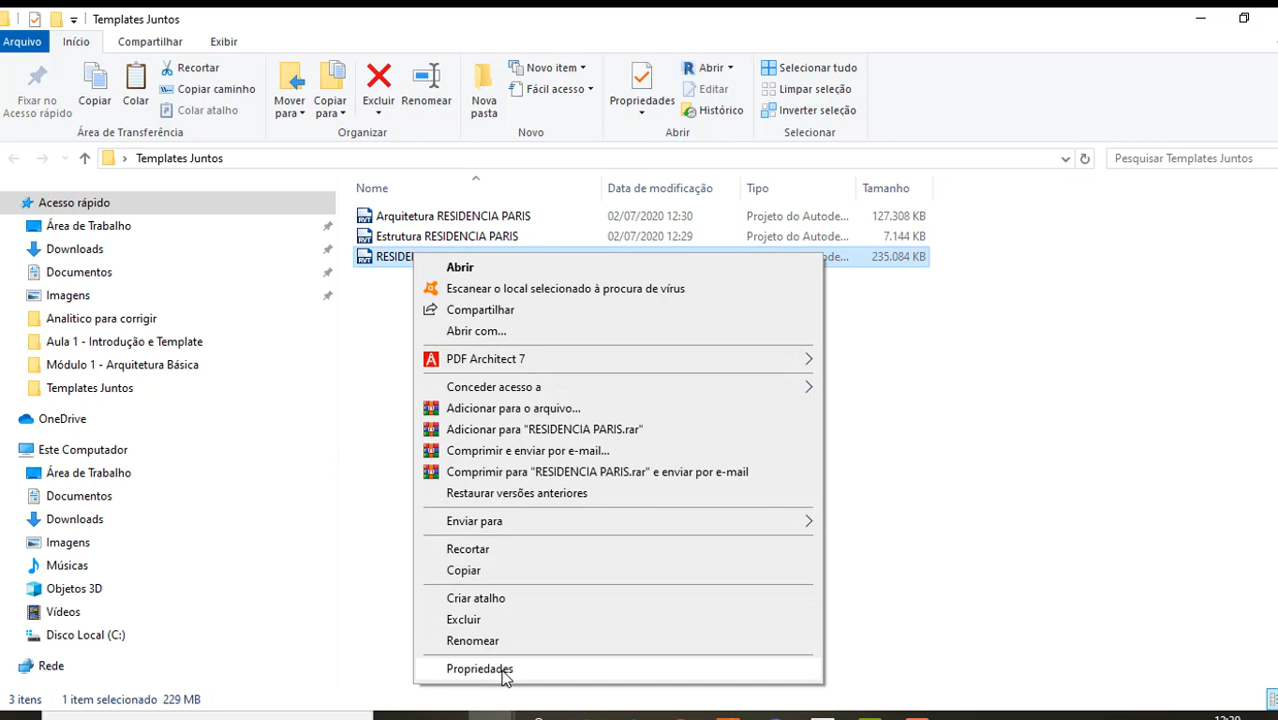 Templates Juntos
Arquivo Início Compartilhar Exibir
Fixar no Acesso rápido
Copiar
Colar
Recortar
Copiar caminho
Colar atalho
Área de Transferência
Mover para
Copiar para
Excluir
Renomear
Organizar
Nova pasta
Novo item
Fácil acesso
Novo
Propriedades
Abrir
Editar
Histórico
Abrir
Selecionar tudo
Limpar seleção
Inverter seleção
Selecionar
Templates Juntos
Pesquisar Templates Juntos
Acesso rápido
Área de Trabalho
Downloads
Documentos
Imagens
Analitico para corrigir
Aula 1 - Introdução e Template
Módulo 1 - Arquitetura Básica
Templates Juntos
OneDrive
Este Computador
Área de Trabalho
Documentos
Downloads
Imagens
Músicas
Objetos 3D
Vídeos
Disco Local (C:)
Rede
Nome Data de modificação Tipo Tamanho
Arquitetura RESIDENCIA PARIS 02/07/2020 12:30 Projeto do Autode... 127.308 KB
Estrutura RESIDENCIA PARIS 02/07/2020 12:29 Projeto do Autode... 7.144 KB
235.084 KB
Abrir
Escanear o local selecionado à procura de vírus
Compartilhar
Abrir com...
PDF Architect 7
Conceder acesso a
Adicionar para o arquivo...
Adicionar para "RESIDENCIA PARIS.rar"
Comprimir e enviar por e-mail...
Comprimir para "RESIDENCIA PARIS.rar" e enviar por e-mail
Restaurar versões anteriores
Enviar para
Recortar
Copiar
Criar atalho
Excluir
Renomear
Propriedades
3 itens 1 item selecionado 229 MB